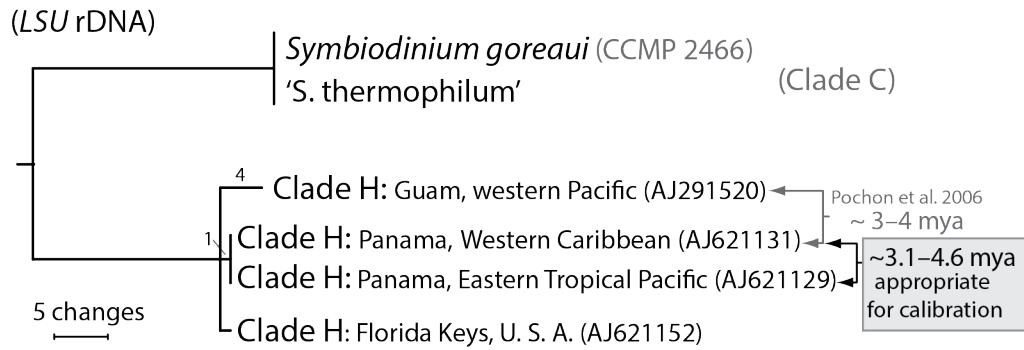 (LSU rDNA)
Symbiodinium goreaui (CCMP 2466)
‘S. thermophilum’
(Clade C)
4
Clade H: Guam, western Pacific (AJ291520)
Pochon et al. 2006
~ 3–4 mya
1
Clade H: Panama, Western Caribbean (AJ621131)
Clade H: Panama, Eastern Tropical Pacific (AJ621129)
~3.1–4.6 mya
appropriate
for calibration
5 changes
Clade H: Florida Keys, U. S. A. (AJ621152)